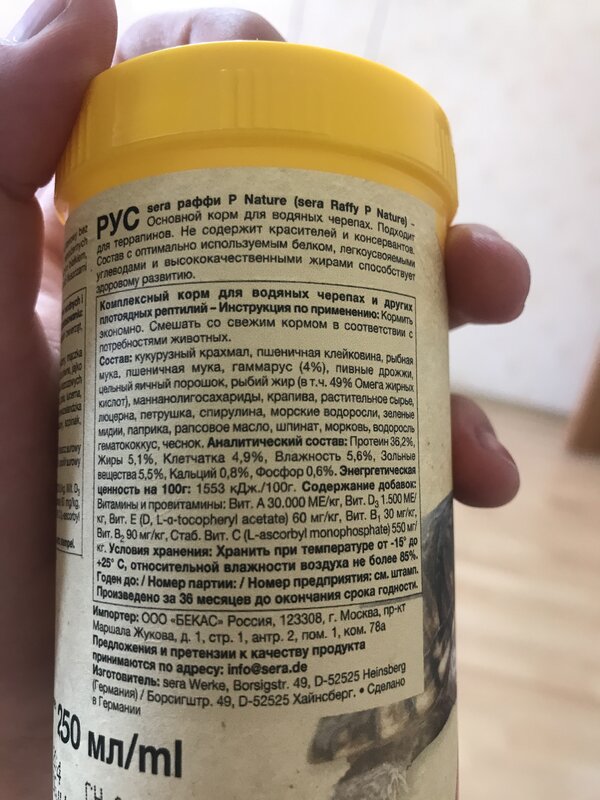 РУС
sera раффи P Nature (sera Raffy P Nature) –
Основной корм для водяных черепах. Подходит
для террапинов. Не содержит красителей и консервантов.
Состав с оптимально используемым белком, легкоусвояемыми
углеводами и высококачественными жирами способствует
здоровому развитию.
Комплексный корм для водяных черепах и других
плотоядных рептилий – Инструкция по применению: Кормить
экономно. Смешать со свежим кормом в соответствии с
потребностями животных.
Состав: кукурузный крахмал, пшеничная клейковина, рыбная
мука, пшеничная мука, гаммарус (4%), пивные дрожжи,
цельный яичный порошок, рыбий жир (в т.ч. 49% Омега жирных
кислот), маннанолигосахариды, крапива, растительное сырье,
люцерна, петрушка, спирулина, морские водоросли, зеленые
мидии, паприка, рапсовое масло, шпинат, морковь, водоросль
гематококкус, чеснок. Аналитический состав: Протеин 36,2%,
Жиры 5,1%, Клетчатка 4,9%, Влажность 5,6%, Зольные
вещества 5,5%, Кальций 0,8%, Фосфор 0,6%. Энергетическая
ценность на 100г: 1553 кДж./100г. Содержание добавок:
Витамины и провитамины: Вит. А 30.000 МЕ/кг, Вит. D₃ 1.500 МЕ/
кг, Вит. Е (D, L-α-tocopheryl acetate) 60 мг/кг, Вит. В₁ 30 мг/кг,
Вит. В₂ 90 мг/кг, Стаб. Вит. С (L-ascorbyl monophosphate) 550 мг/
кг. Условия хранения: Хранить при температуре от -15° до
+25° С, относительной влажности воздуха не более 85%.
Годен до: / Номер партии: / Номер предприятия: см. штамп.
Произведено за 36 месяцев до окончания срока годности.
Импортер: ООО «БЕКАС» Россия, 123308, г. Москва, пр-кт
Маршала Жукова, д. 1, стр. 1, антр. 2, пом. 1, ком. 78а
Предложения и претензии к качеству продукта
принимаются по адресу: info@sera.de
Изготовитель: sera Werke, Borsigstr. 49, D-52525 Heinsberg
(Германия) / Борсигштр. 49, D-52525 Хайнсберг. • Сделано
в Германии
250 мл/ml